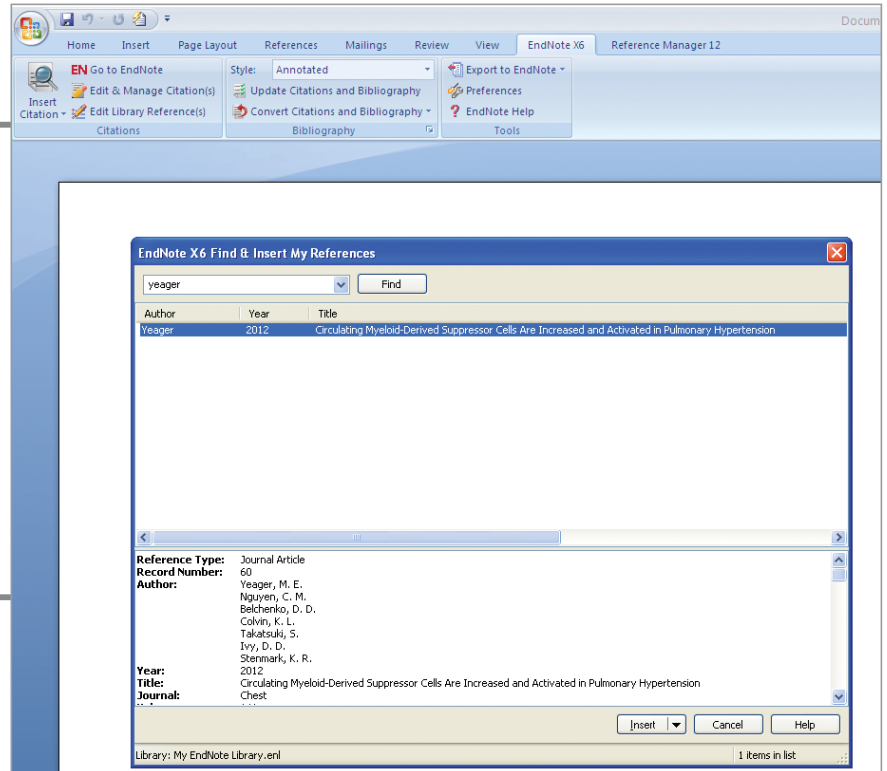 Docum
Home Insert Page Layout References Mailings Review View EndNote X6 Reference Manager 12
Insert Citation
EN Go to EndNote
Edit & Manage Citation(s)
Edit Library Reference(s)
Citations
Style: Annotated
Update Citations and Bibliography
Convert Citations and Bibliography
Bibliography
Export to EndNote
Preferences
? EndNote Help
Tools
EndNote X6 Find & Insert My References
yeager Find
Author Year Title
Yeager 2012 Circulating Myeloid-Derived Suppressor Cells Are Increased and Activated in Pulmonary Hypertension
Reference Type: Journal Article
Record Number: 60
Author: Yeager, M. E.
Nguyen, C. M.
Belchenko, D. D.
Colvin, K. L.
Takatsuki, S.
Ivy, D. D.
Stenmark, K. R.
Year: 2012
Title: Circulating Myeloid-Derived Suppressor Cells Are Increased and Activated in Pulmonary Hypertension
Journal: Chest
Insert Cancel Help
Library: My EndNote Library.enl 1 items in list